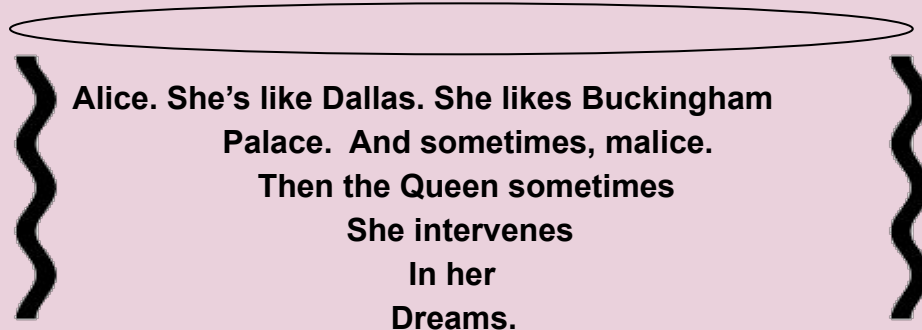 Alice. She’s like Dallas. She likes Buckingham
Palace.  And sometimes, malice.
Then the Queen sometimes
She intervenes
In her
Dreams.